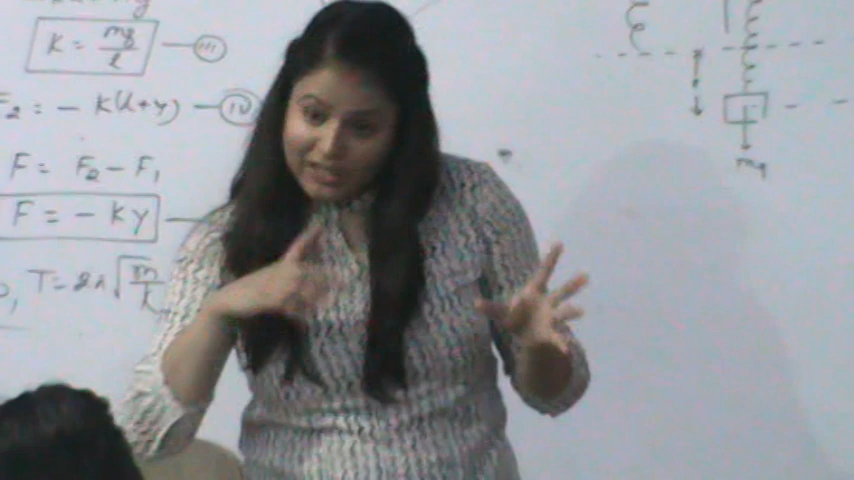 K = mg/l — (iii)
F₂ = - K(l+y) — (iv)
F = F₂ - F₁
F = - Ky —
T = 2π√(m/k)
mg